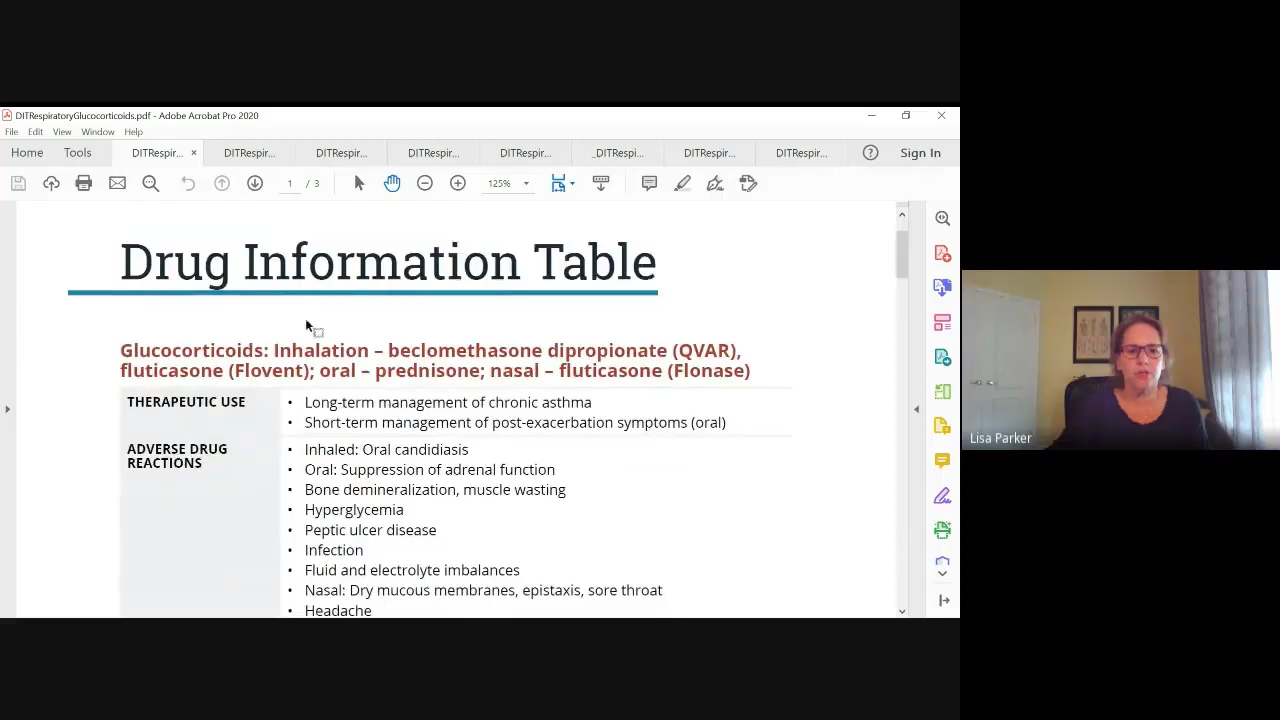 DITRespiratoryGlucocorticoids.pdf - Adobe Acrobat Pro 2020
File Edit View Window Help
Home Tools DITRespir... × DITRespir... DITRespir... DITRespir... DITRespir... _DITRespi... DITRespir... DITRespir... ? Sign In
1 / 3 125%
Drug Information Table
Glucocorticoids: Inhalation – beclomethasone dipropionate (QVAR),
fluticasone (Flovent); oral – prednisone; nasal – fluticasone (Flonase)
THERAPEUTIC USE
• Long-term management of chronic asthma
• Short-term management of post-exacerbation symptoms (oral)
ADVERSE DRUG
REACTIONS
• Inhaled: Oral candidiasis
• Oral: Suppression of adrenal function
• Bone demineralization, muscle wasting
• Hyperglycemia
• Peptic ulcer disease
• Infection
• Fluid and electrolyte imbalances
• Nasal: Dry mucous membranes, epistaxis, sore throat
• Headache
Lisa Parker